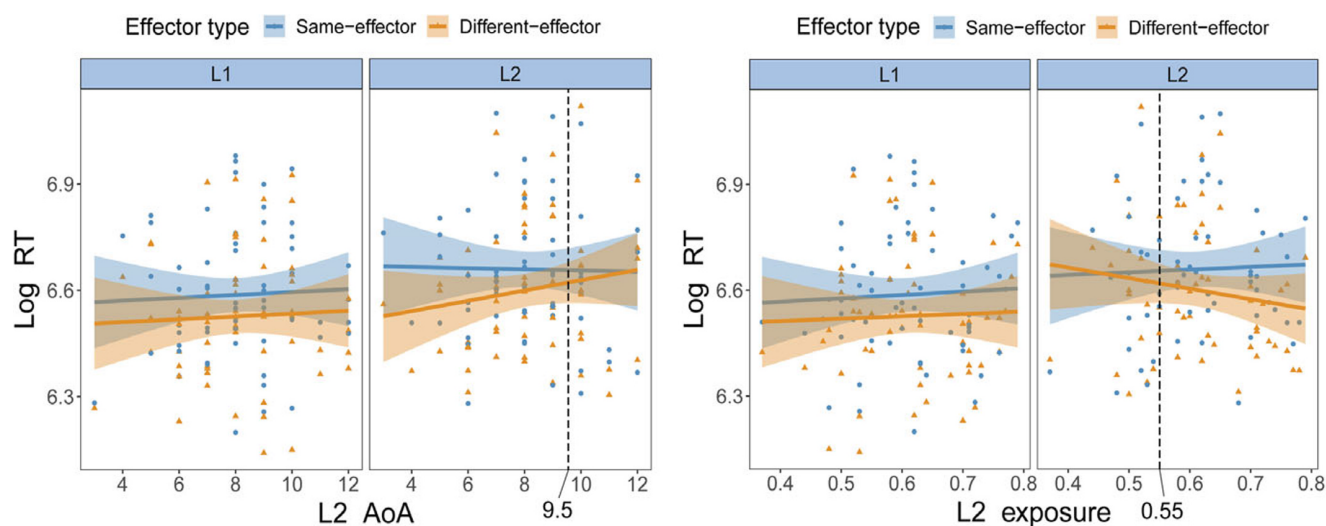 Effector type Same-effector Different-effector
L1 L2
Log RT
6.9
6.6
6.3
4 6 8 10 12 4 6 8 10 12
L2 AoA 9.5
Effector type Same-effector Different-effector
L1 L2
Log RT
6.9
6.6
6.3
0.4 0.5 0.6 0.7 0.8 0.4 0.5 0.6 0.7 0.8
L2 exposure 0.55